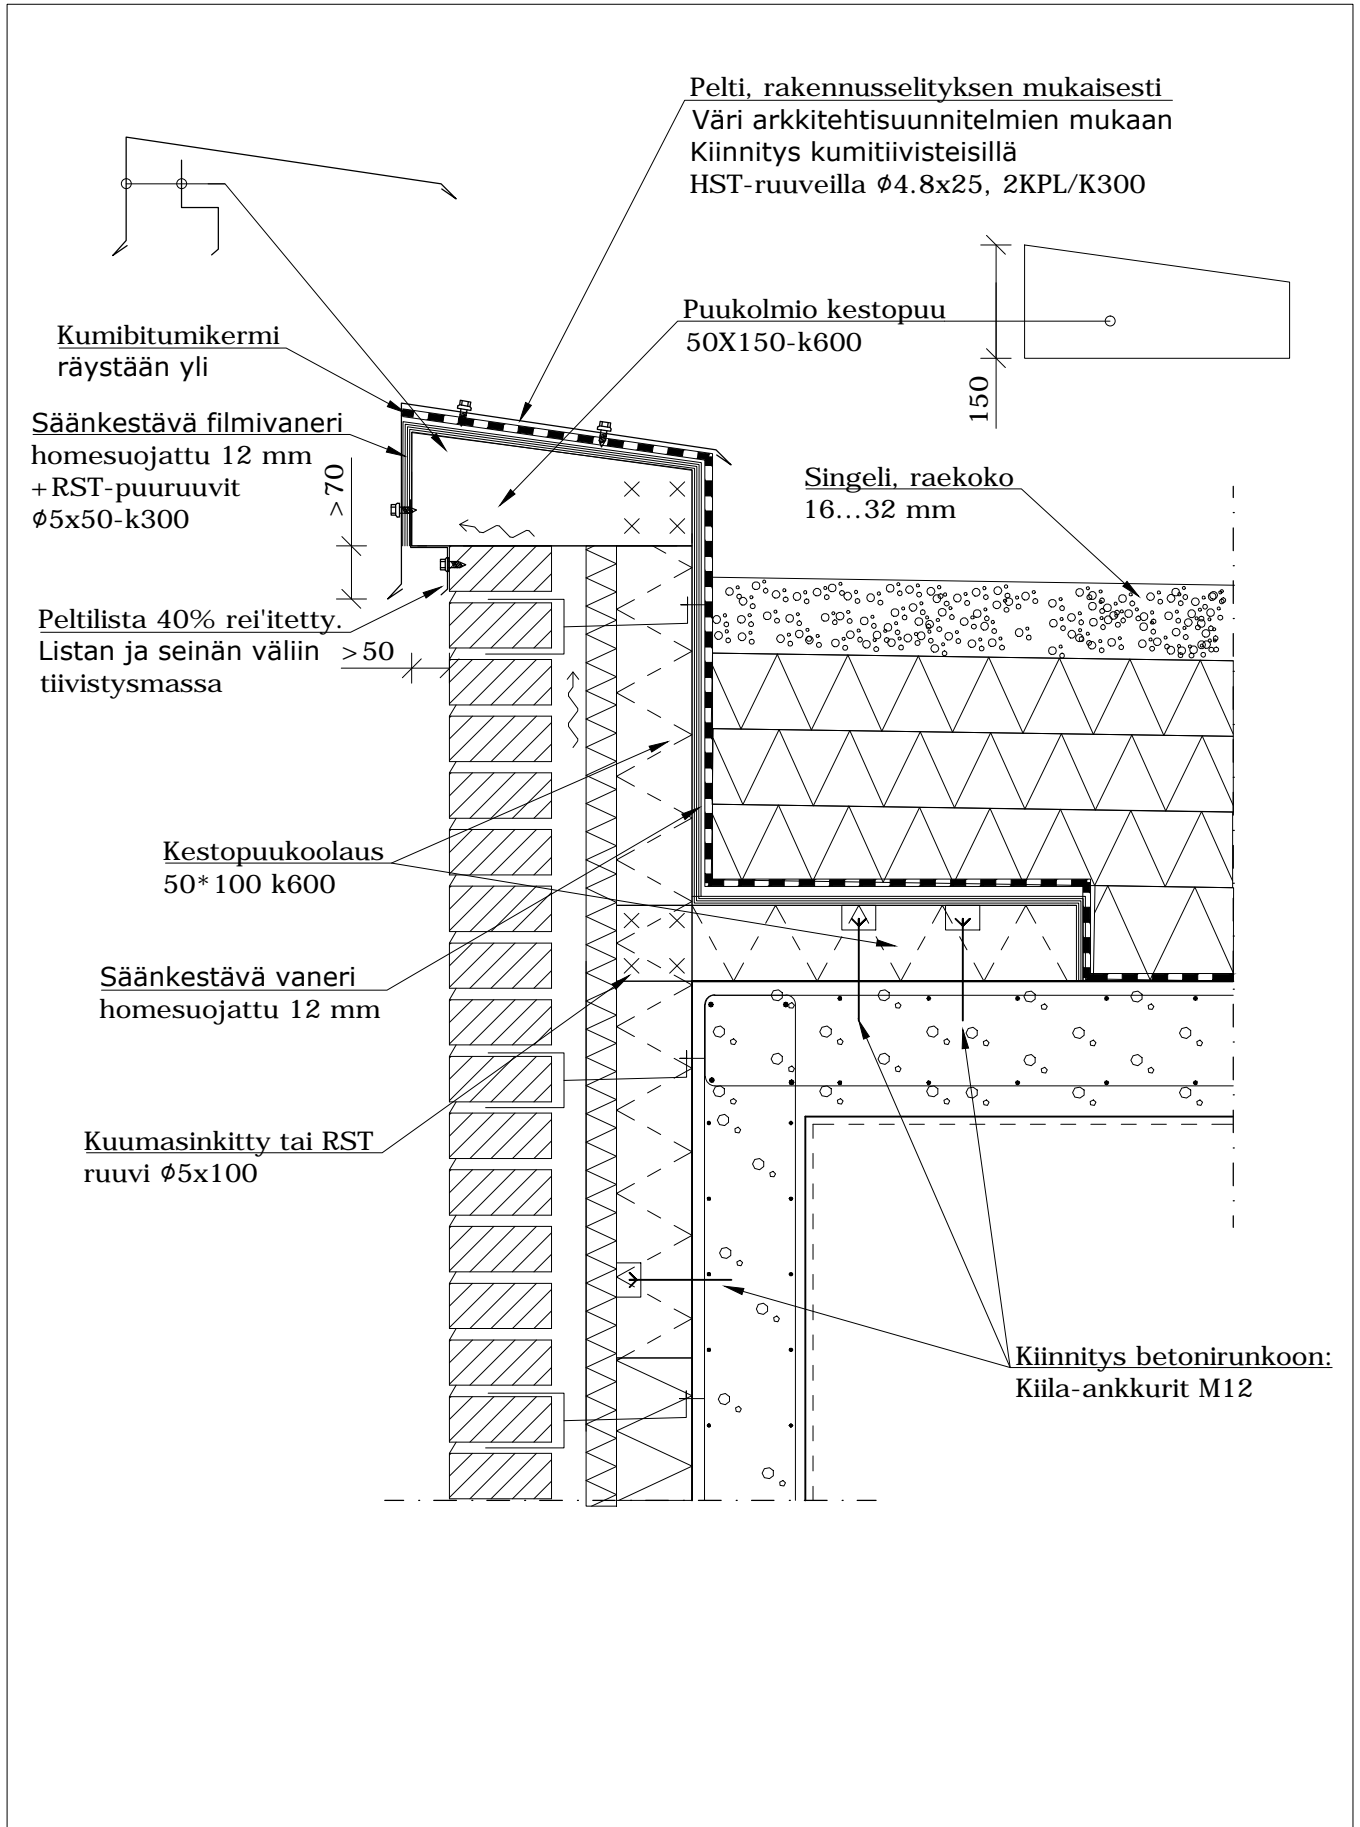 Pelti, rakennusselityksen mukaisesti
Väri arkkitehtisuunnitelmien mukaan
Kiinnitys kumitiivisteisillä
HST-ruuveilla ϕ4.8x25, 2KPL/K300
Puukolmio kestopuu
50X150-k600
150
Kumibitumikermi
räystään yli
Säänkestävä filmivaneri
homesuojattu 12 mm
+RST-puuruuvit
ϕ5x50-k300
>70
Singeli, raekoko
16...32 mm
Peltilista 40% rei'itetty.
Listan ja seinän väliin
tiivistysmassa
>50
Kestopuukoolaus
50*100 k600
Säänkestävä vaneri
homesuojattu 12 mm
Kuumasinkitty tai RST
ruuvi ϕ5x100
Kiinnitys betonirunkoon:
Kiila-ankkurit M12